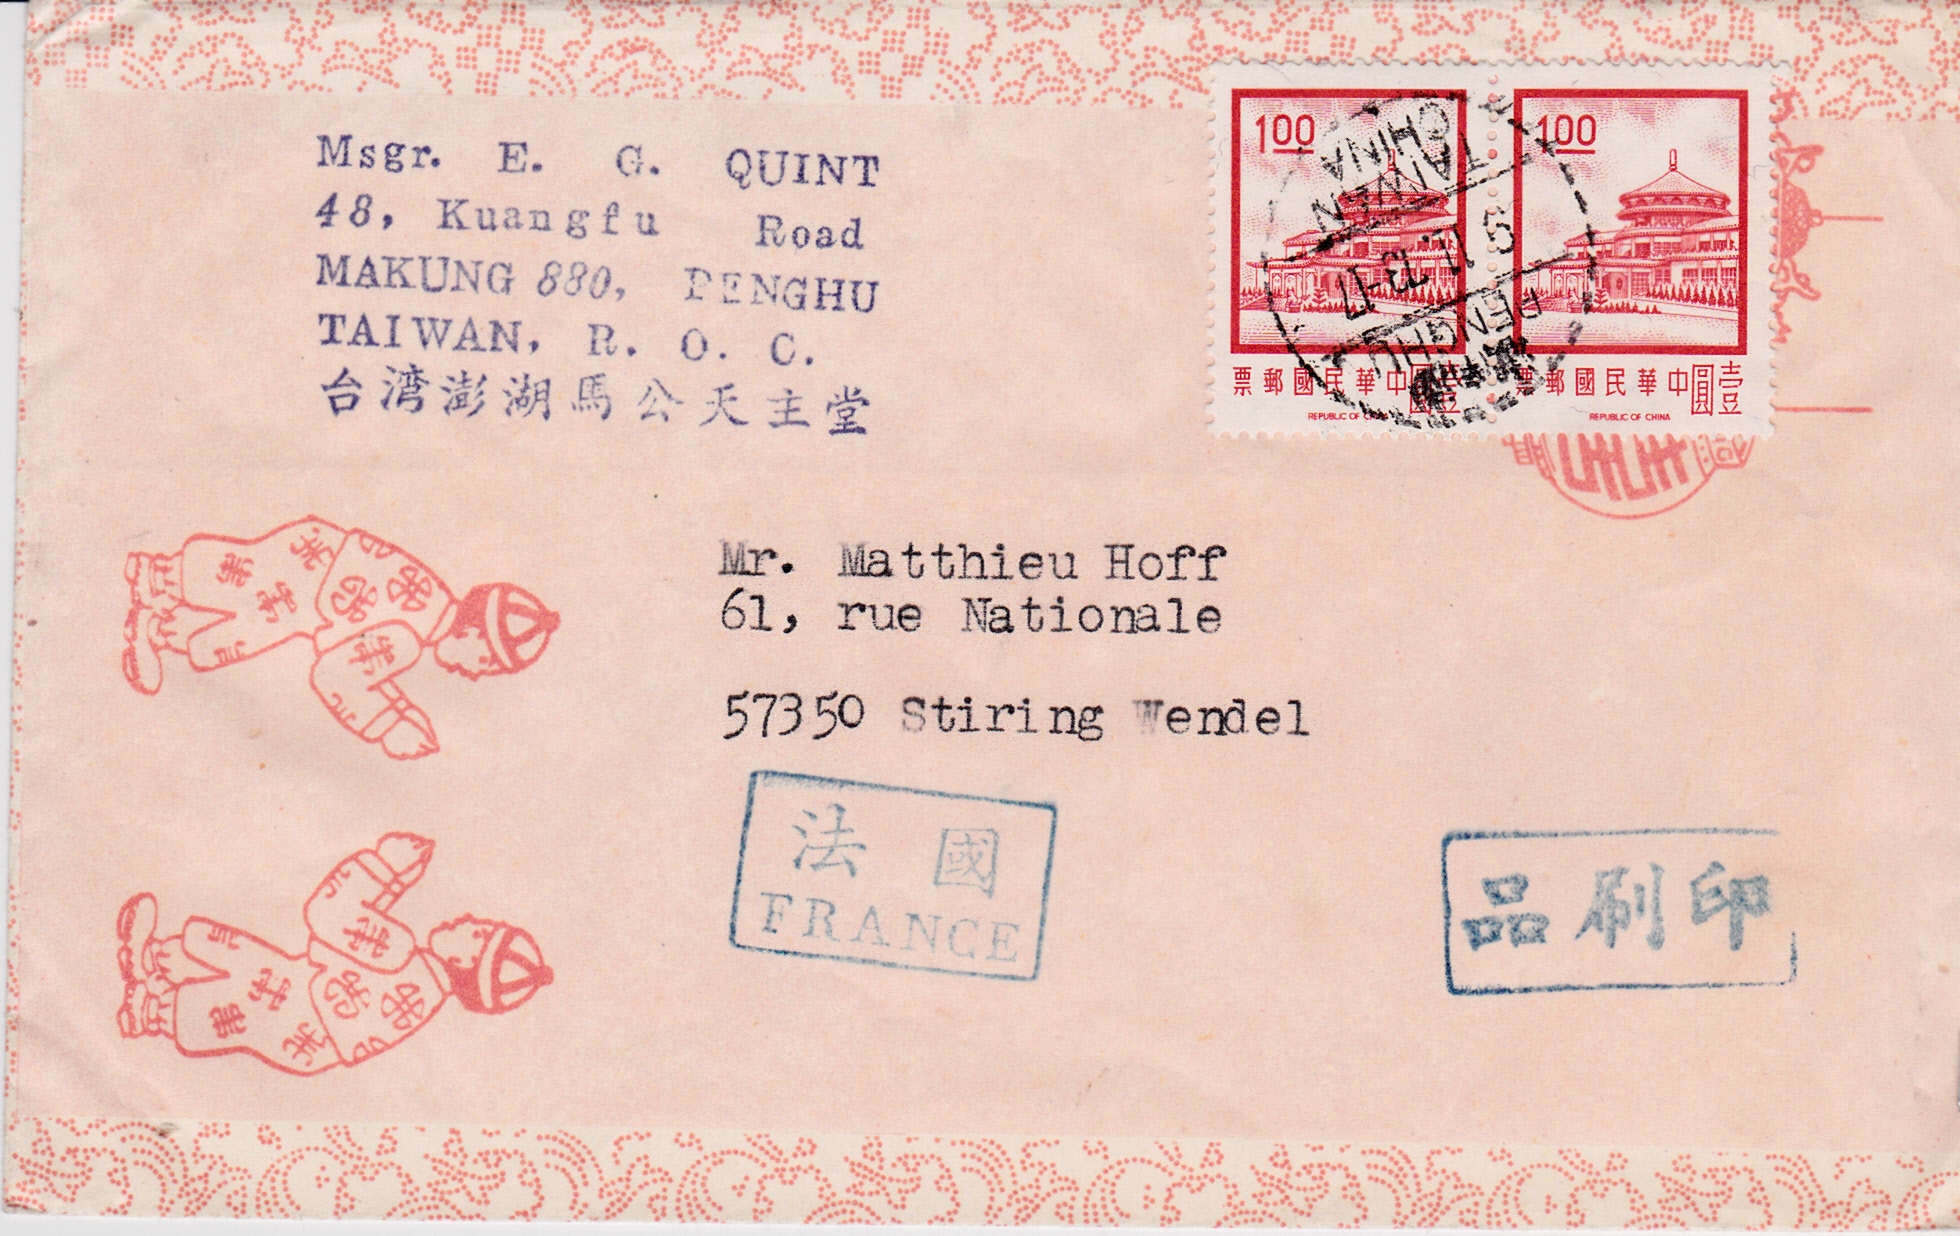 Msgr. E. G. QUINT
48, Kuangfu Road
MAKUNG 880, PENGHU
TAIWAN, R. O. C.
台湾澎湖馬公天主堂
1.00
票郵國民華中
REPUBLIC OF CHINA
1.00
票郵國民華中 壹圓
REPUBLIC OF CHINA
TAIWAN
CHINA
PENGHU
Mr. Matthieu Hoff
61, rue Nationale
57350 Stiring Wendel
法國
FRANCE
品刷印